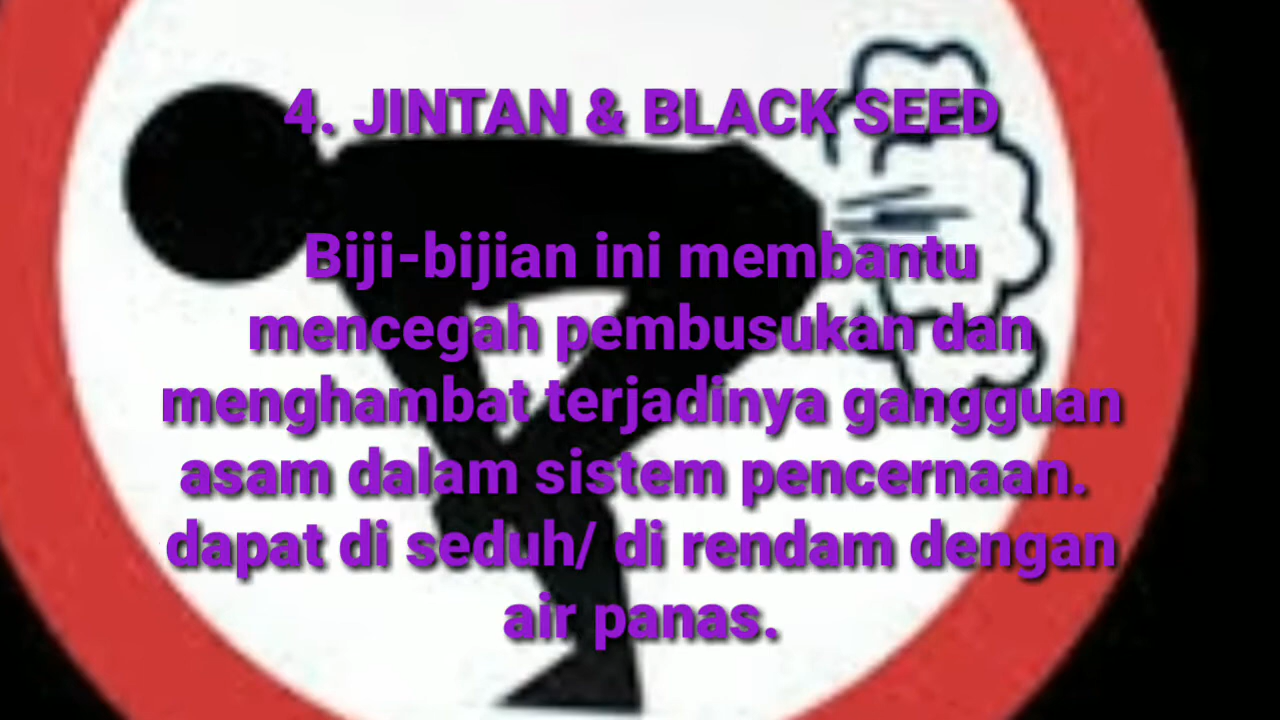 4. JINTAN & BLACK SEED
Biji-bijian ini membantu
mencegah pembusukan dan
menghambat terjadinya gangguan
asam dalam sistem pencernaan.
dapat di seduh/ di rendam dengan
air panas.